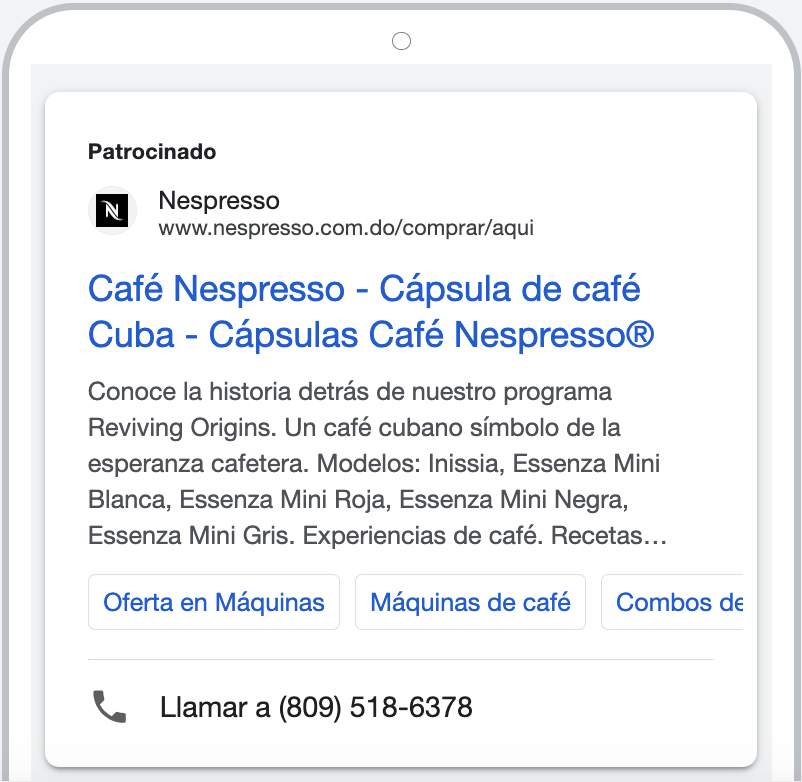 Patrocinado
Nespresso
www.nespresso.com.do/comprar/aqui
Café Nespresso - Cápsula de café
Cuba - Cápsulas Café Nespresso®
Conoce la historia detrás de nuestro programa
Reviving Origins. Un café cubano símbolo de la
esperanza cafetera. Modelos: Inissia, Essenza Mini
Blanca, Essenza Mini Roja, Essenza Mini Negra,
Essenza Mini Gris. Experiencias de café. Recetas…
Oferta en Máquinas
Máquinas de café
Combos de
Llamar a (809) 518-6378